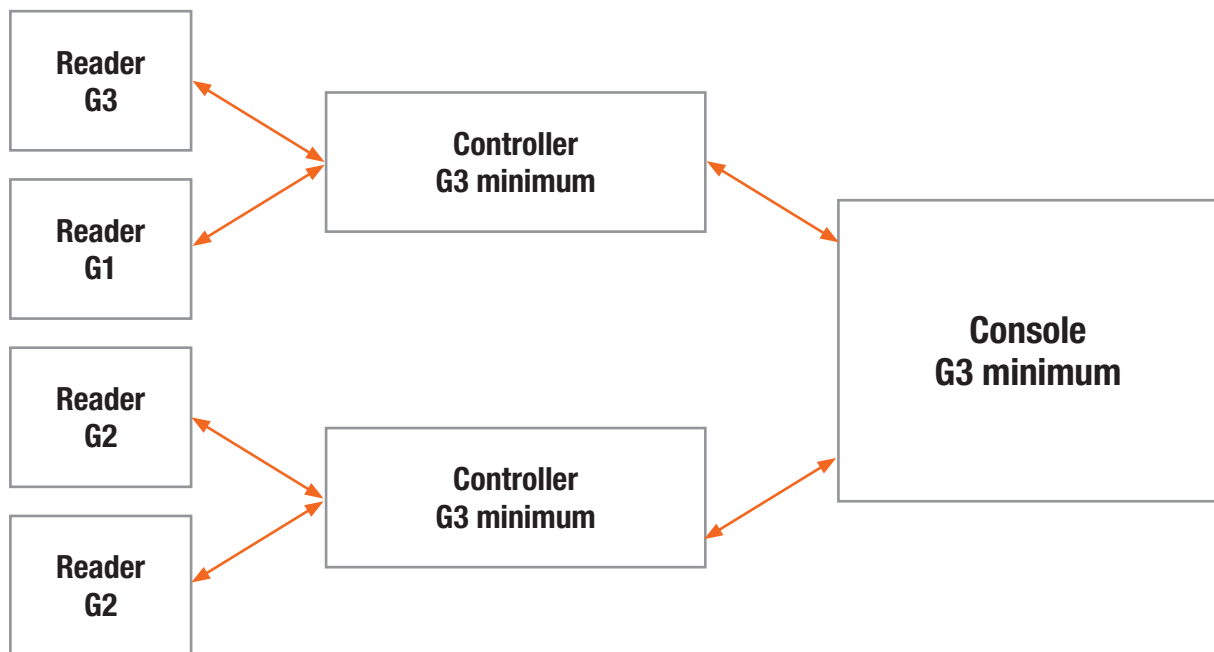 Reader
G3
Reader
G1
Reader
G2
Reader
G2
Controller
G3 minimum
Controller
G3 minimum
Console
G3 minimum